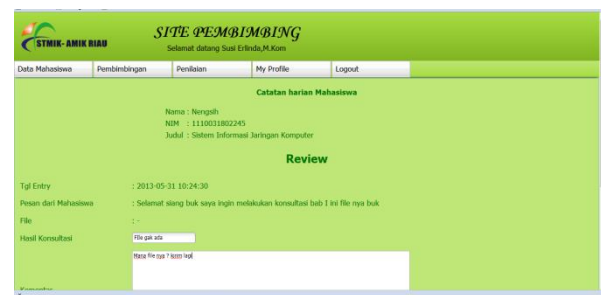 STMIK- AMIK RIAU
SITE PEMBIMBING
Selamat datang Susi Erlinda,M.Kom
Data Mahasiswa Pembimbingan Penilaian My Profile Logout
Catatan harian Mahasiswa
Nama : Nengsih
NIM : 1110031802245
Judul : Sistem Informasi Jaringan Komputer
Review
Tgl Entry : 2013-05-31 10:24:30
Pesan dari Mahasiswa : Selamat siang buk saya ingin melakukan konsultasi bab I ini file nya buk
File : -
Hasil Konsultasi File gak ada
Mana file nya ? kirim lagi
Komentar